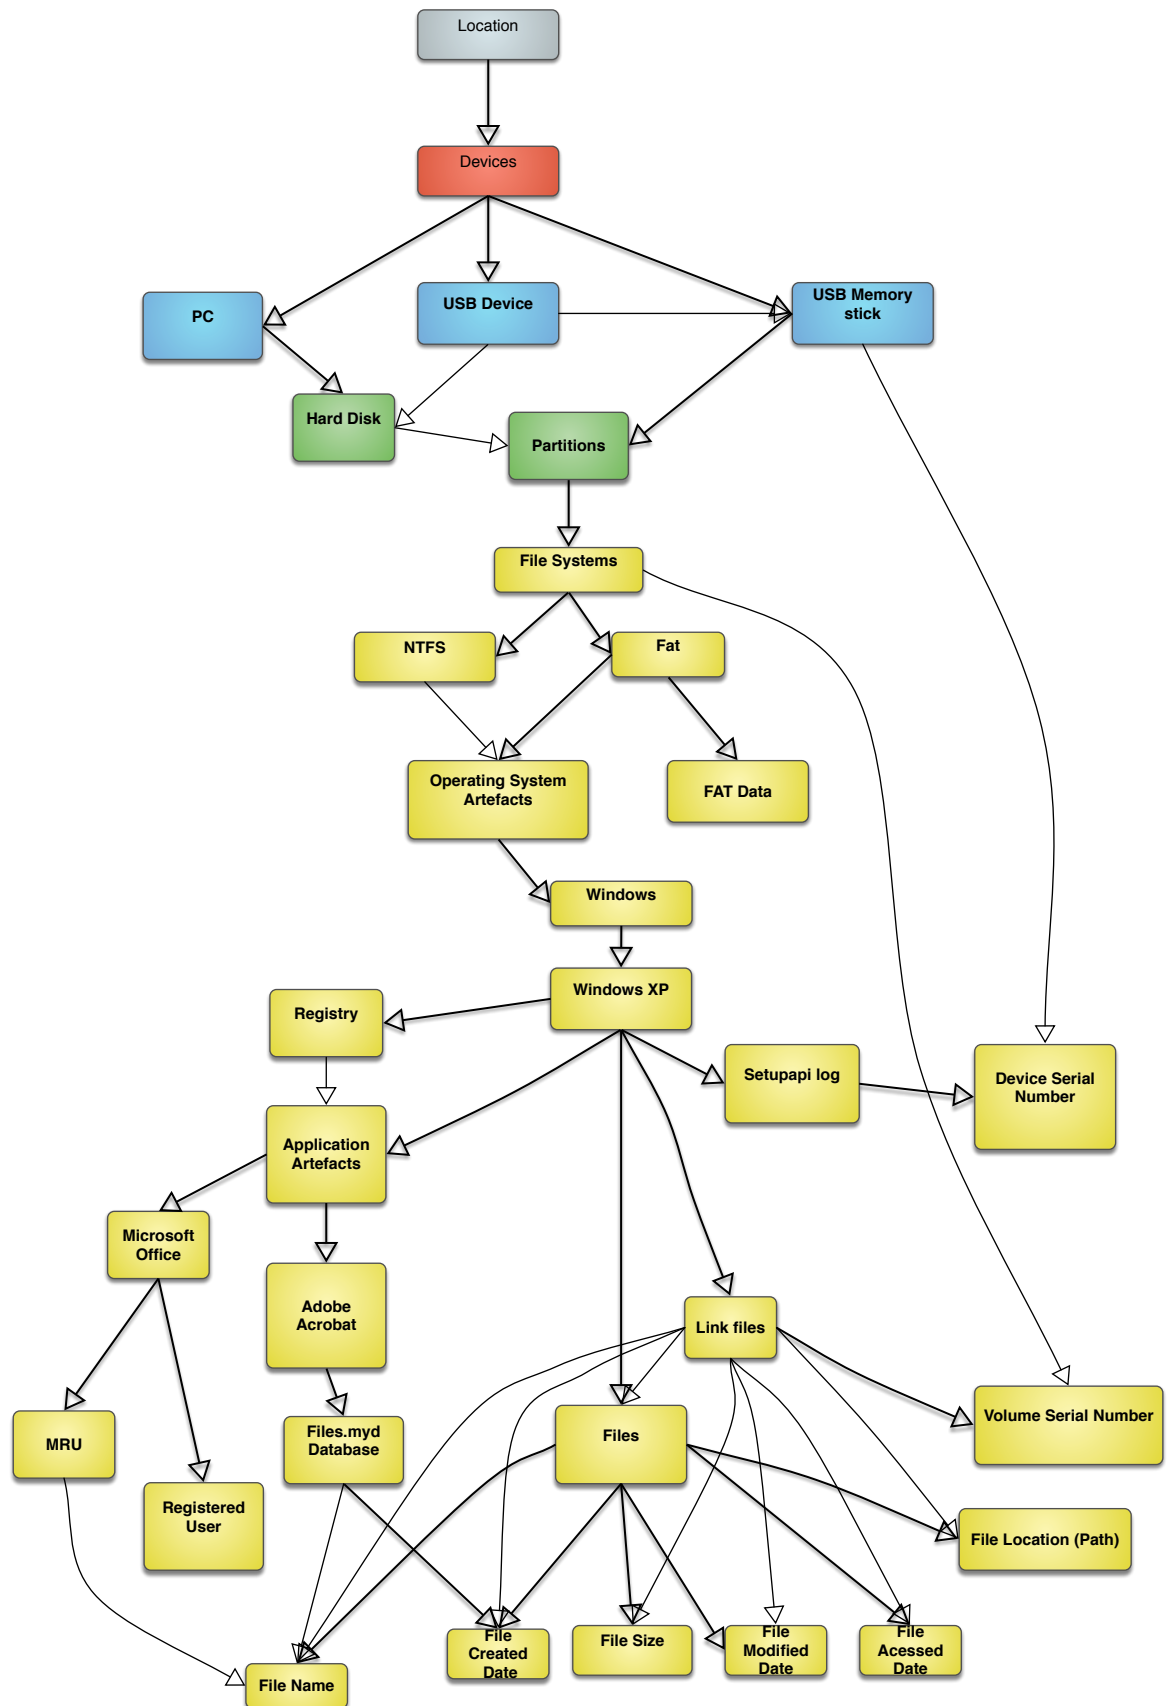 Location
Devices
PC
USB Device
USB Memory
stick
Hard Disk
Partitions
File Systems
NTFS
Fat
Operating System
Artefacts
FAT Data
Windows
Windows XP
Registry
Setupapi log
Device Serial
Number
Application
Artefacts
Microsoft
Office
Adobe
Acrobat
Link files
MRU
Files.myd
Database
Files
Volume Serial Number
Registered
User
File Location (Path)
File
Created
Date
File Size
File
Modified
Date
File
Acessed
Date
File Name